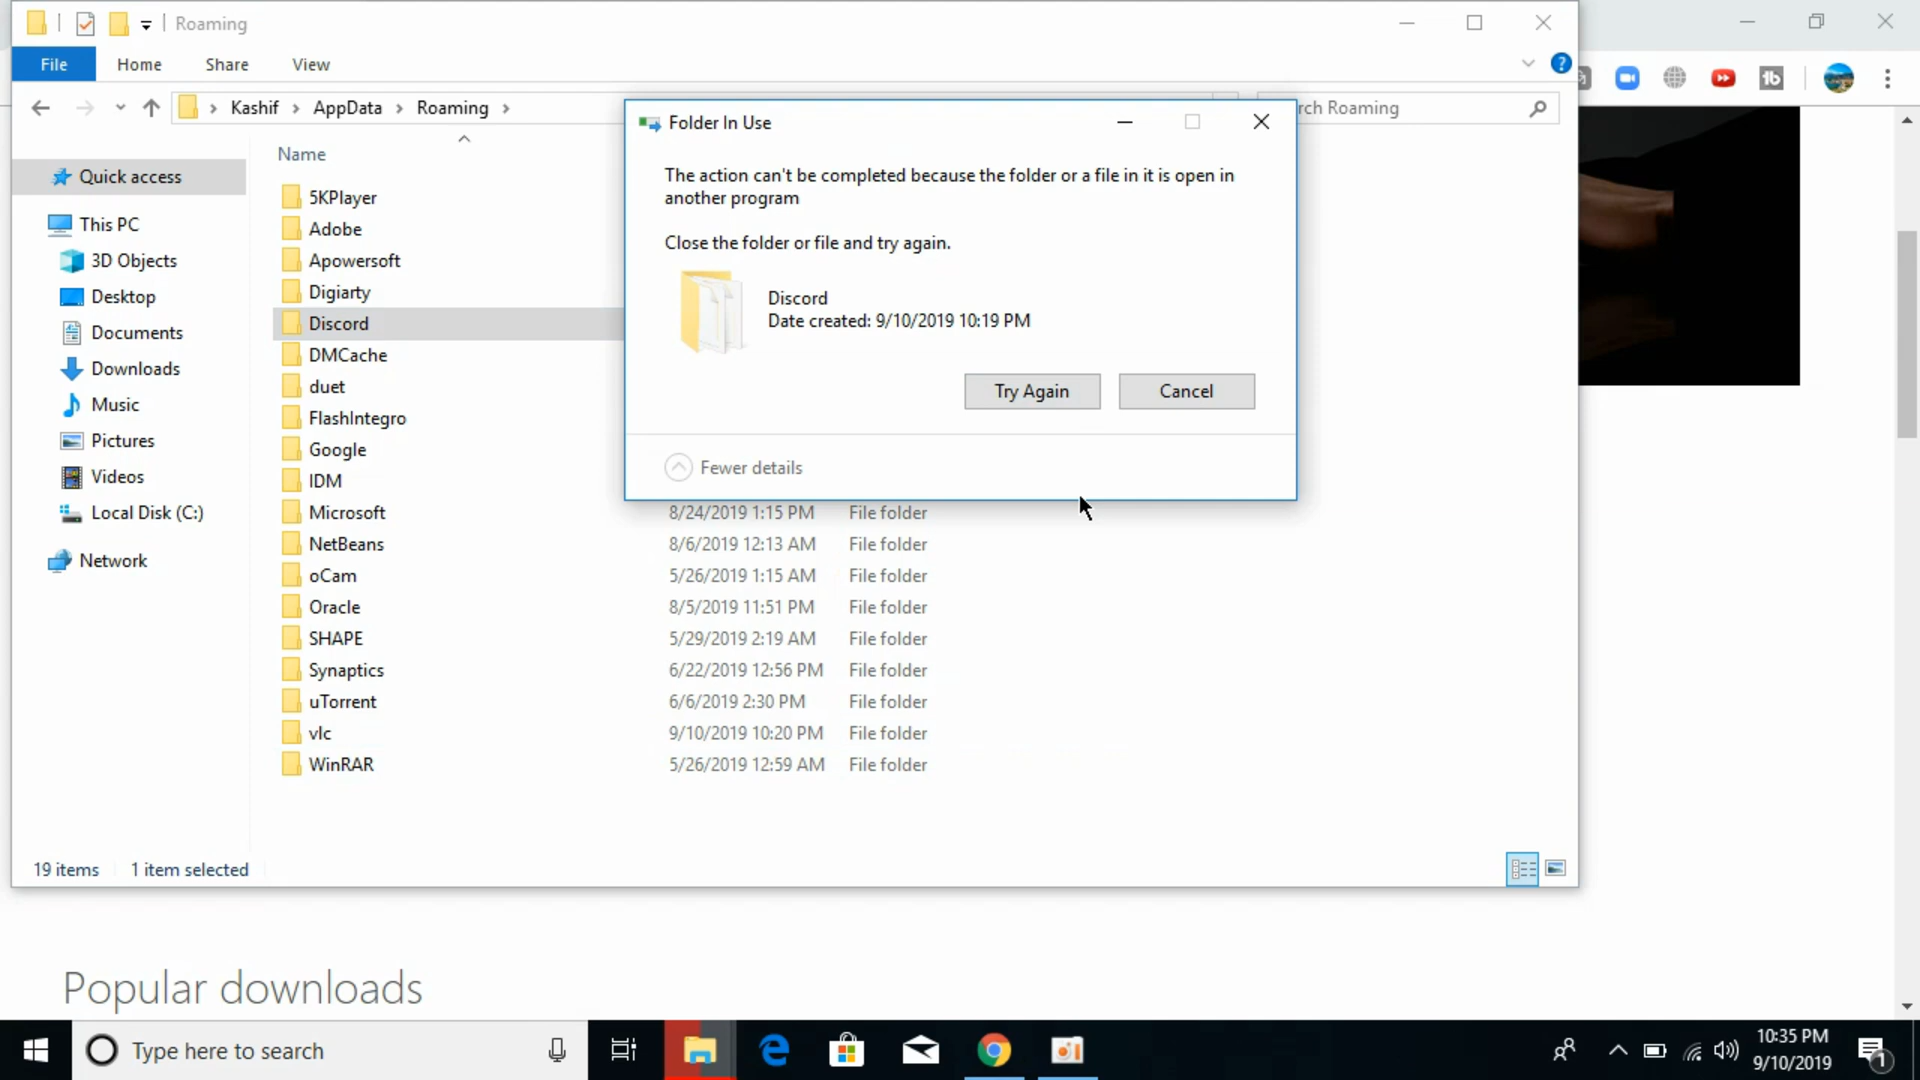 Roaming
File
Home
Share
View
Kashif
AppData
Roaming
rch Roaming
Name
Quick access
This PC
3D Objects
Desktop
Documents
Downloads
Music
Pictures
Videos
Local Disk (C:)
Network
5KPlayer
Adobe
Apowersoft
Digiarty
Discord
DMCache
duet
FlashIntegro
Google
IDM
Microsoft 8/24/2019 1:15 PM File folder
NetBeans 8/6/2019 12:13 AM File folder
oCam 5/26/2019 1:15 AM File folder
Oracle 8/5/2019 11:51 PM File folder
SHAPE 5/29/2019 2:19 AM File folder
Synaptics 6/22/2019 12:56 PM File folder
uTorrent 6/6/2019 2:30 PM File folder
vlc 9/10/2019 10:20 PM File folder
WinRAR 5/26/2019 12:59 AM File folder
Folder In Use
The action can't be completed because the folder or a file in it is open in
another program
Close the folder or file and try again.
Discord
Date created: 9/10/2019 10:19 PM
Try Again
Cancel
Fewer details
19 items
1 item selected
Popular downloads
Type here to search
10:35 PM
9/10/2019
1